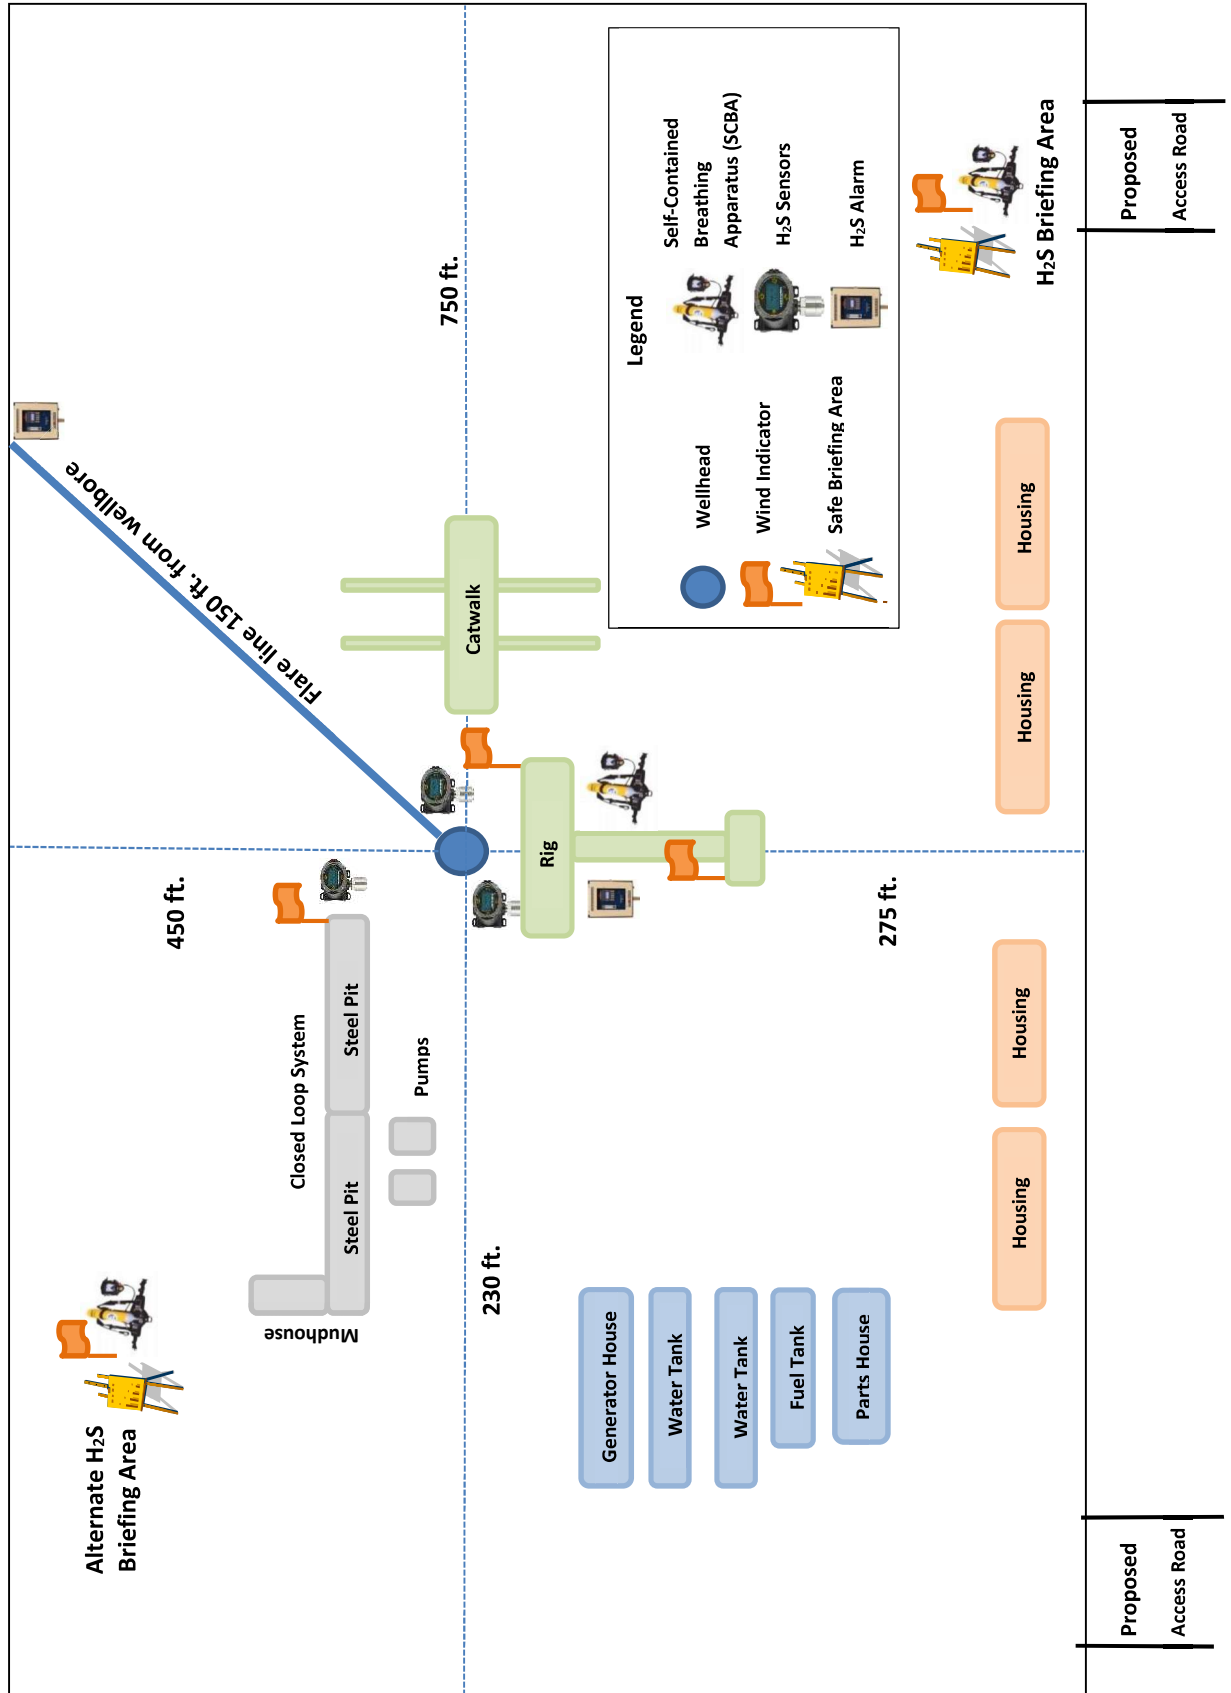 Alternate H₂S
Briefing Area
Mudhouse
Closed Loop System
Steel Pit
Steel Pit
Pumps
450 ft.
Flare line 150 ft. from wellbore
230 ft.
750 ft.
Catwalk
Rig
Generator House
Water Tank
Water Tank
Fuel Tank
Parts House
275 ft.
Legend
Wellhead
Wind Indicator
Safe Briefing Area
Self-Contained
Breathing
Apparatus (SCBA)
H₂S Sensors
H₂S Alarm
Housing
Housing
Housing
Housing
H₂S Briefing Area
Proposed
Access Road
Proposed
Access Road